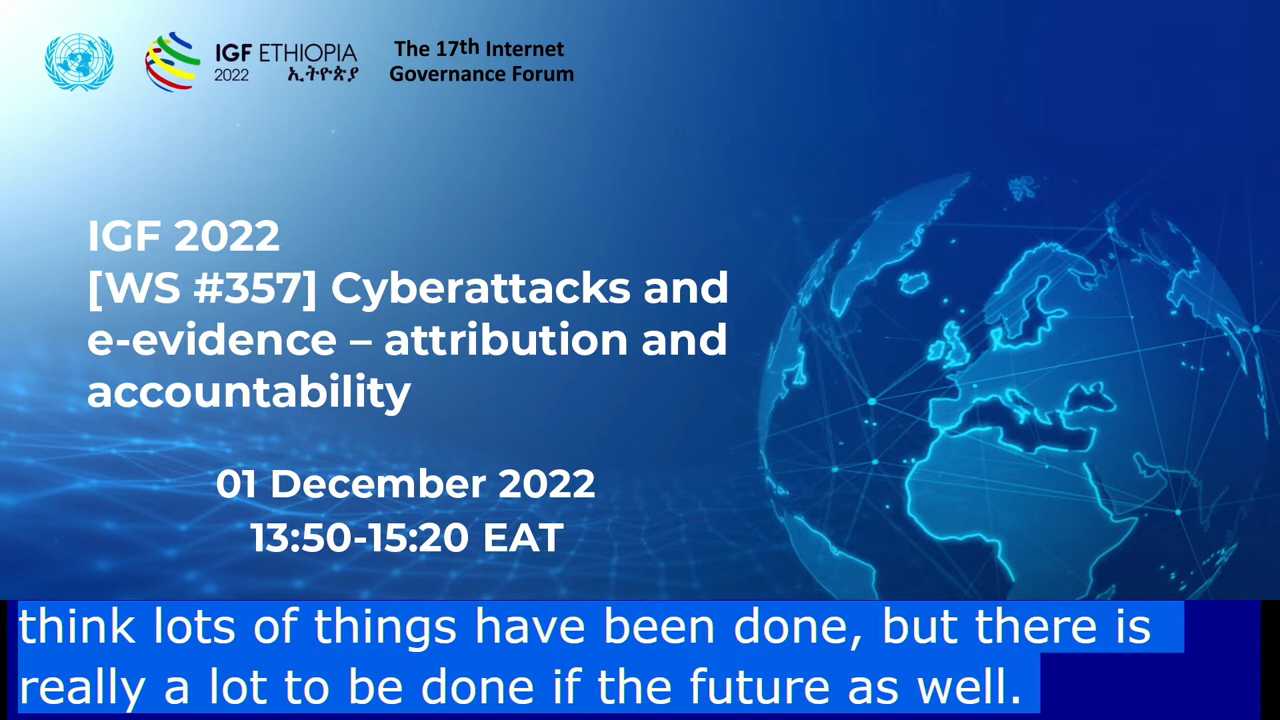 IGF ETHIOPIA
2022 ኢትዮጵያ
The 17th Internet
Governance Forum
IGF 2022
[WS #357] Cyberattacks and
e-evidence – attribution and
accountability
01 December 2022
13:50-15:20 EAT
think lots of things have been done, but there is
really a lot to be done if the future as well.